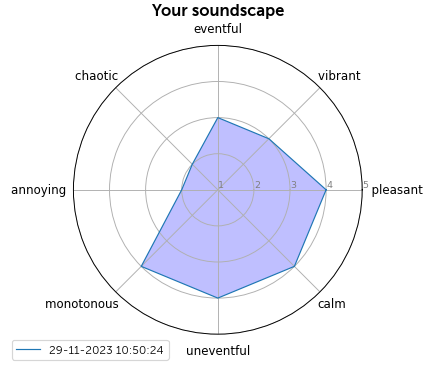 Your soundscape
eventful
chaotic
vibrant
annoying
1 2 3 4 5
pleasant
monotonous
calm
uneventful
29-11-2023 10:50:24